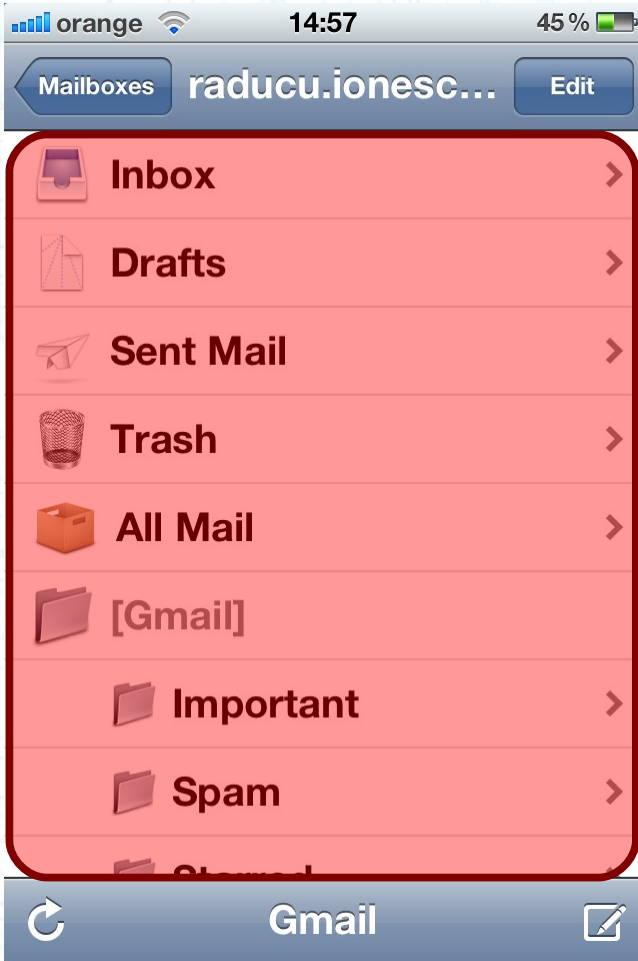 orange 14:57 45%
Mailboxes raducu.ionesc... Edit
Inbox
Drafts
Sent Mail
Trash
All Mail
[Gmail]
Important
Spam
Starred
Gmail